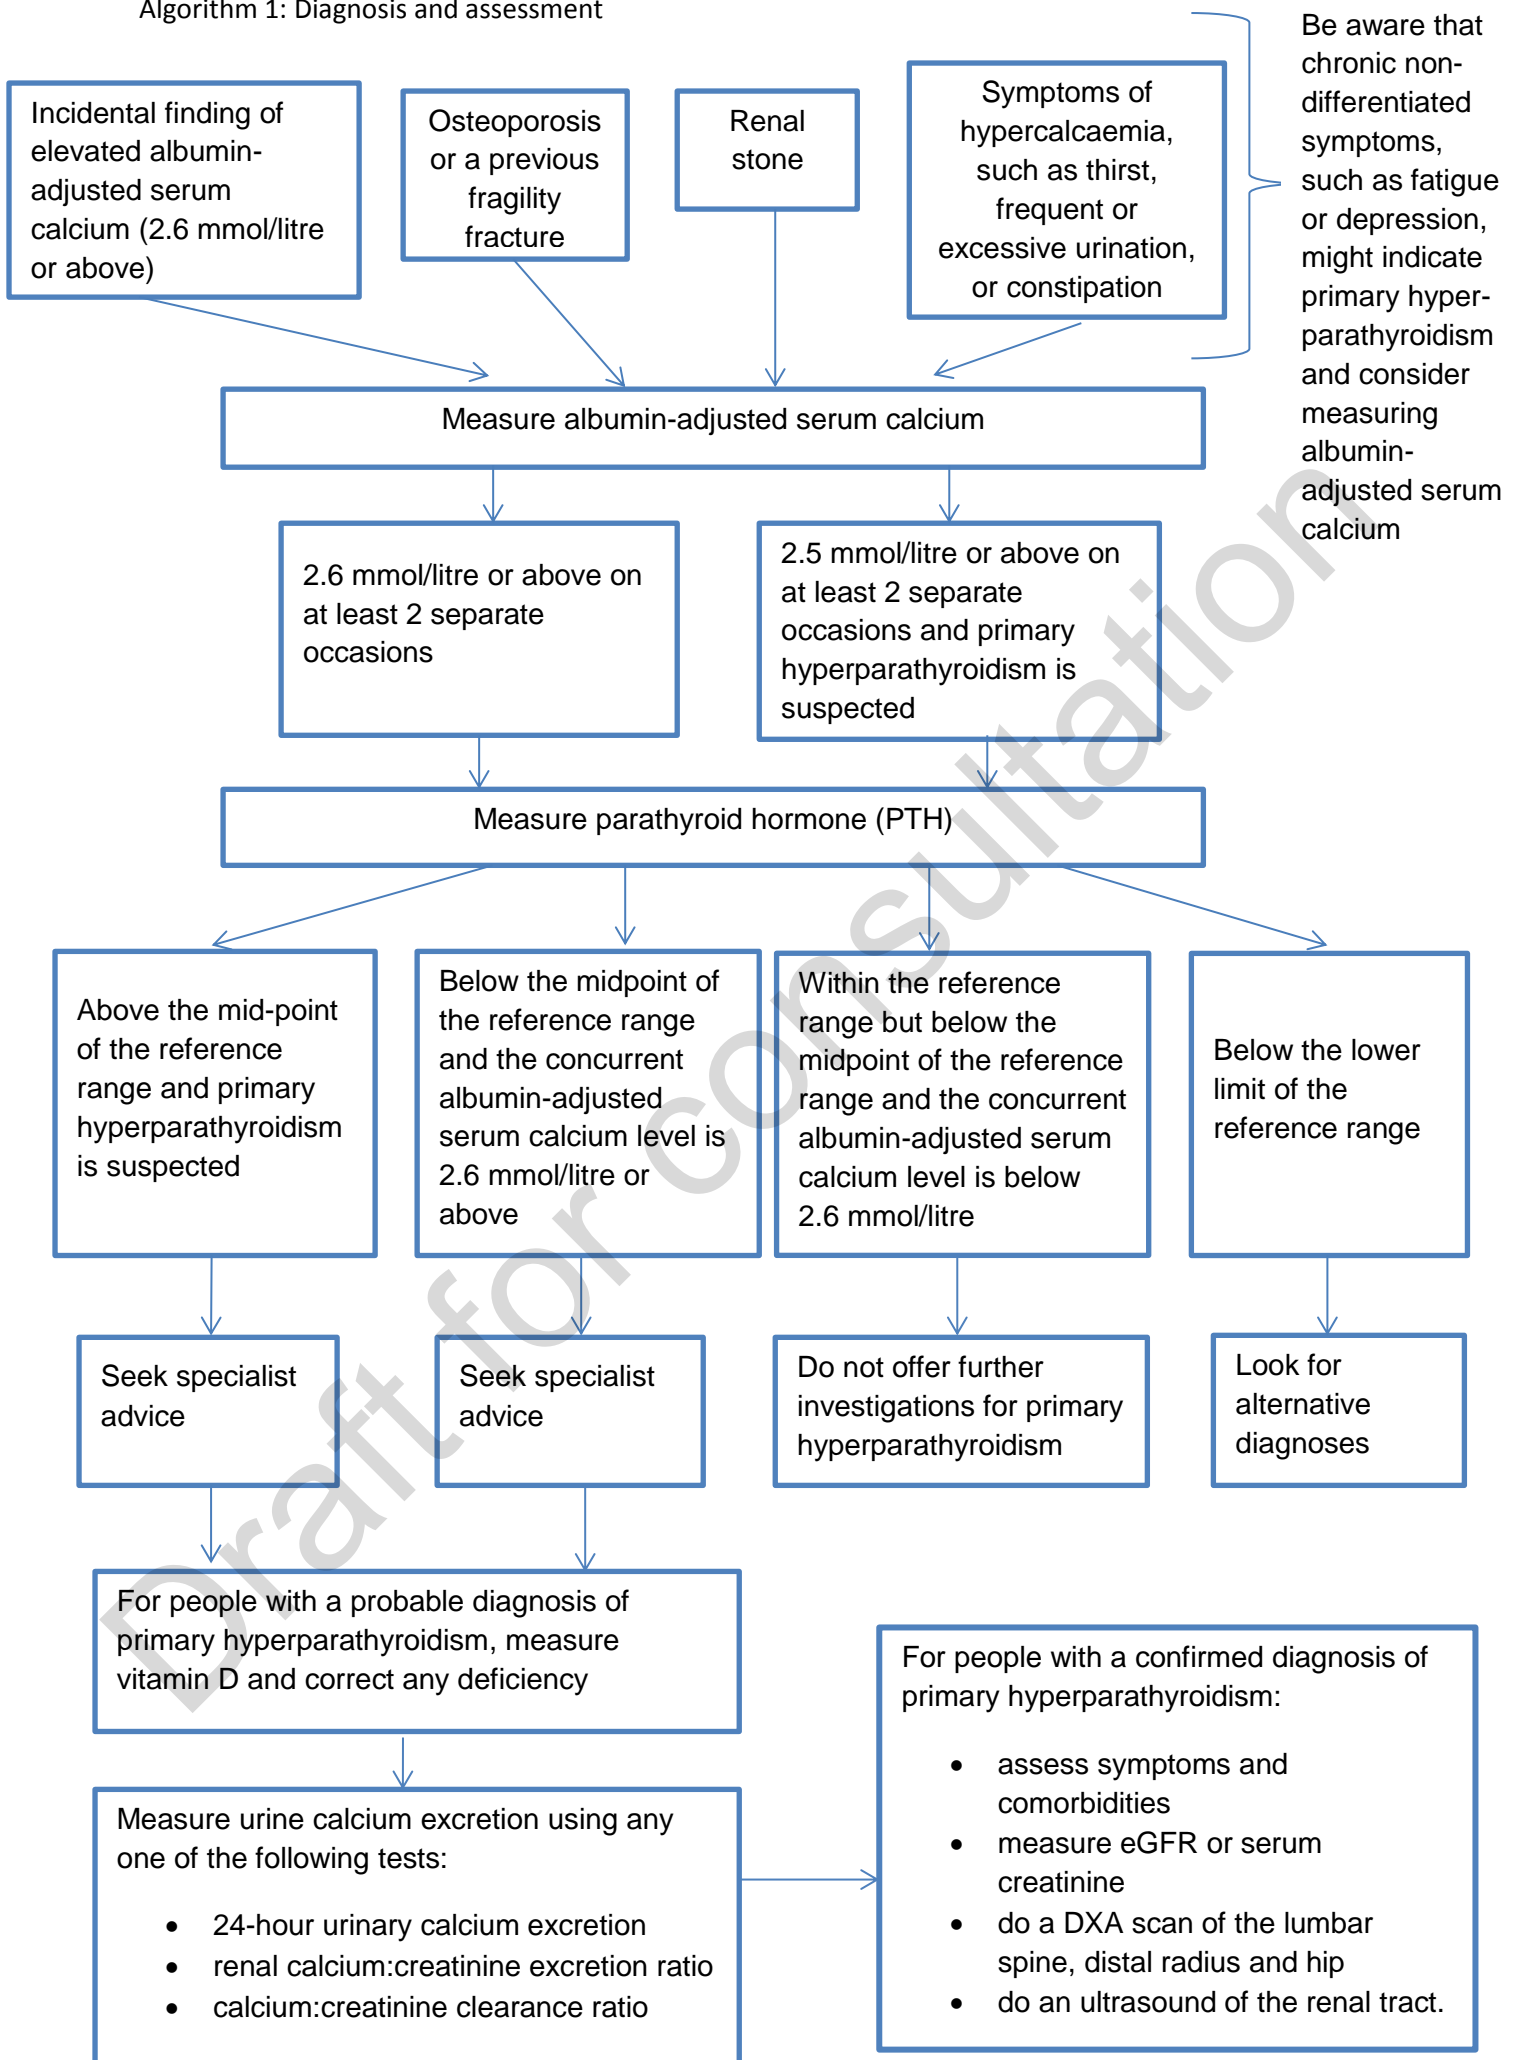 Algorithm 1: Diagnosis and assessment
Incidental finding of
elevated albumin-
adjusted serum
calcium (2.6 mmol/litre
or above)
Osteoporosis
or a previous
fragility
fracture
Renal
stone
Symptoms of
hypercalcaemia,
such as thirst,
frequent or
excessive urination,
or constipation
Be aware that
chronic non-
differentiated
symptoms,
such as fatigue
or depression,
might indicate
primary hyper-
parathyroidism
and consider
measuring
albumin-
adjusted serum
calcium
Measure albumin-adjusted serum calcium
2.6 mmol/litre or above on
at least 2 separate
occasions
2.5 mmol/litre or above on
at least 2 separate
occasions and primary
hyperparathyroidism is
suspected
Measure parathyroid hormone (PTH)
Above the mid-point
of the reference
range and primary
hyperparathyroidism
is suspected
Below the midpoint of
the reference range
and the concurrent
albumin-adjusted
serum calcium level is
2.6 mmol/litre or
above
Within the reference
range but below the
midpoint of the reference
range and the concurrent
albumin-adjusted serum
calcium level is below
2.6 mmol/litre
Below the lower
limit of the
reference range
Seek specialist
advice
Seek specialist
advice
Do not offer further
investigations for primary
hyperparathyroidism
Look for
alternative
diagnoses
For people with a probable diagnosis of
primary hyperparathyroidism, measure
vitamin D and correct any deficiency
Measure urine calcium excretion using any
one of the following tests:
• 24-hour urinary calcium excretion
• renal calcium:creatinine excretion ratio
• calcium:creatinine clearance ratio
For people with a confirmed diagnosis of
primary hyperparathyroidism:
• assess symptoms and
comorbidities
• measure eGFR or serum
creatinine
• do a DXA scan of the lumbar
spine, distal radius and hip
• do an ultrasound of the renal tract.
Draft for consultation